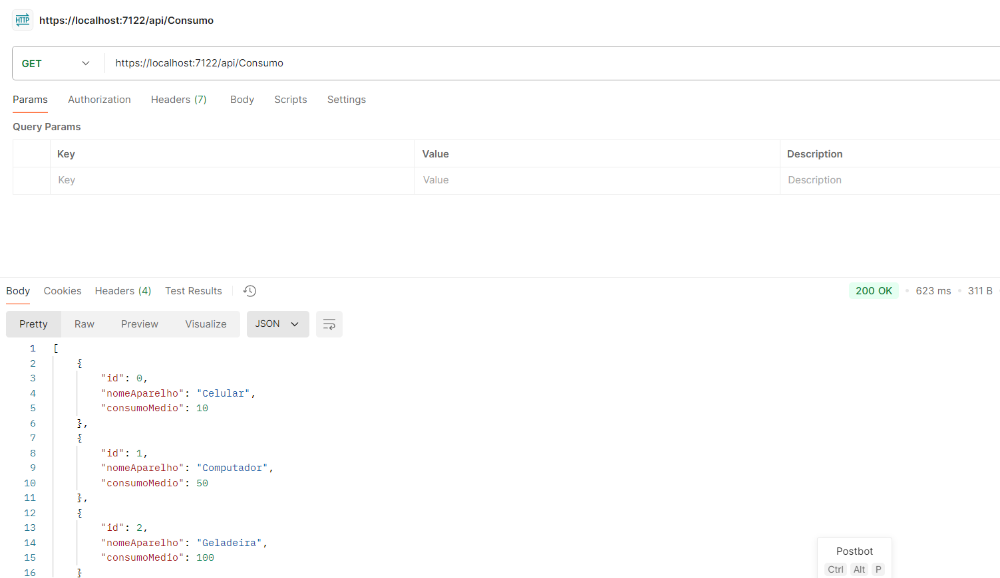 HTTP https://localhost:7122/api/Consumo
GET https://localhost:7122/api/Consumo
Params Authorization Headers (7) Body Scripts Settings
Query Params
Key Value Description
Key Value Description
Body Cookies Headers (4) Test Results 200 OK • 623 ms • 311 B
Pretty Raw Preview Visualize JSON
1 [
2 {
3 "id": 0,
4 "nomeAparelho": "Celular",
5 "consumoMedio": 10
6 },
7 {
8 "id": 1,
9 "nomeAparelho": "Computador",
10 "consumoMedio": 50
11 },
12 {
13 "id": 2,
14 "nomeAparelho": "Geladeira",
15 "consumoMedio": 100
16 }
Postbot
Ctrl Alt P